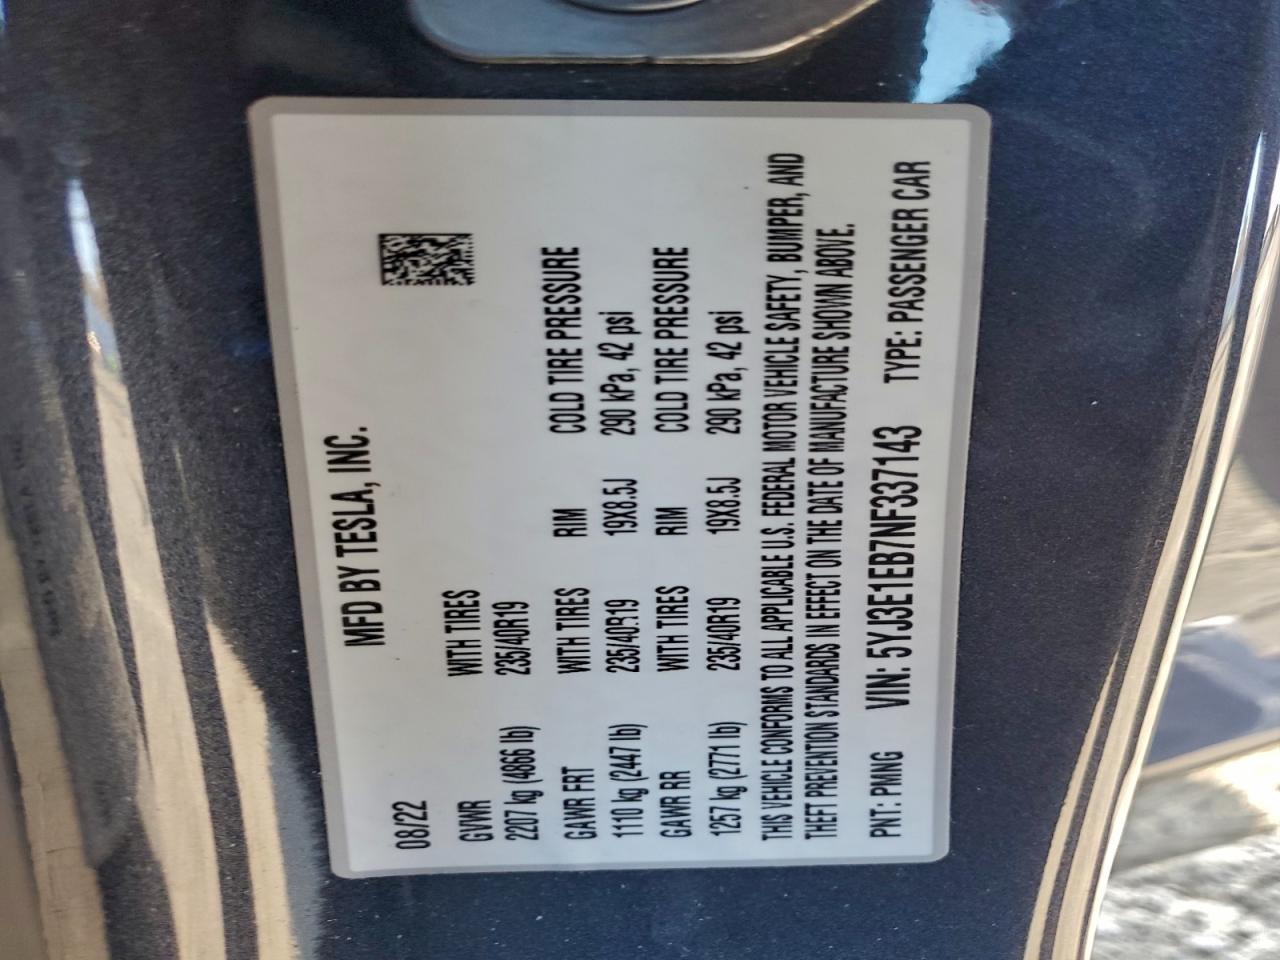 MFD BY TESLA, INC.
08/22
GVWR WITH TIRES
2207 kg (4866 lb) 235/40R19
GAWR FRT WITH TIRES RIM COLD TIRE PRESSURE
1110 kg (2447 lb) 235/40R19 19X8.5J 290 kPa, 42 psi
GAWR RR WITH TIRES RIM COLD TIRE PRESSURE
1257 kg (2771 lb) 235/40R19 19X8.5J 290 kPa, 42 psi
THIS VEHICLE CONFORMS TO ALL APPLICABLE U.S. FEDERAL MOTOR VEHICLE SAFETY, BUMPER, AND
THEFT PREVENTION STANDARDS IN EFFECT ON THE DATE OF MANUFACTURE SHOWN ABOVE.
PNT: PMNG VIN: 5YJ3E1EB7NF337143 TYPE: PASSENGER CAR